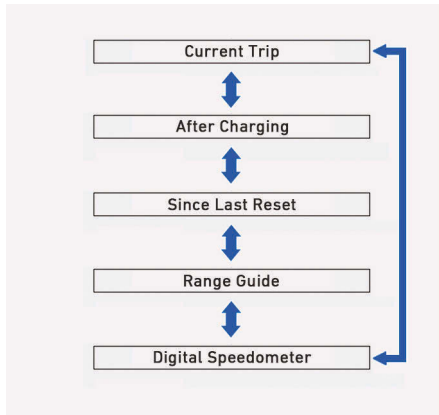 Current Trip
After Charging
Since Last Reset
Range Guide
Digital Speedometer